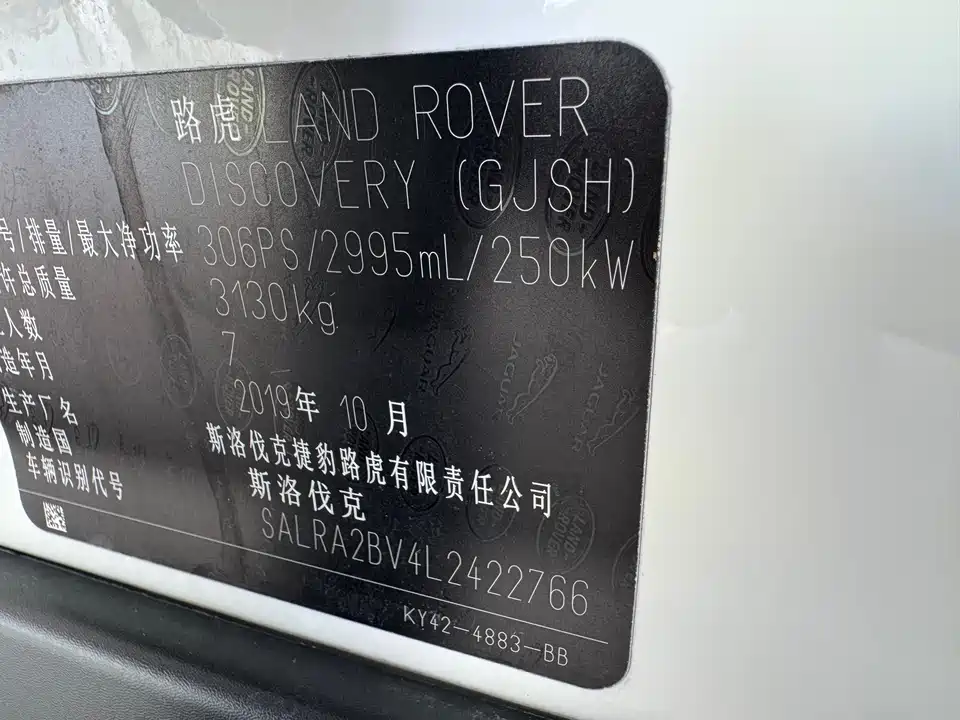 路虎 LAND ROVER
DISCOVERY (GJSH)
号/排量/最大净功率 306PS/2995mL/250kW
许总质量 3130kg
人数 7
造年月 2019年 10月
生产厂名 斯洛伐克捷豹路虎有限责任公司
制造国 斯洛伐克
车辆识别代号 SALRA2BV4L2422766
KY42-4883-BB